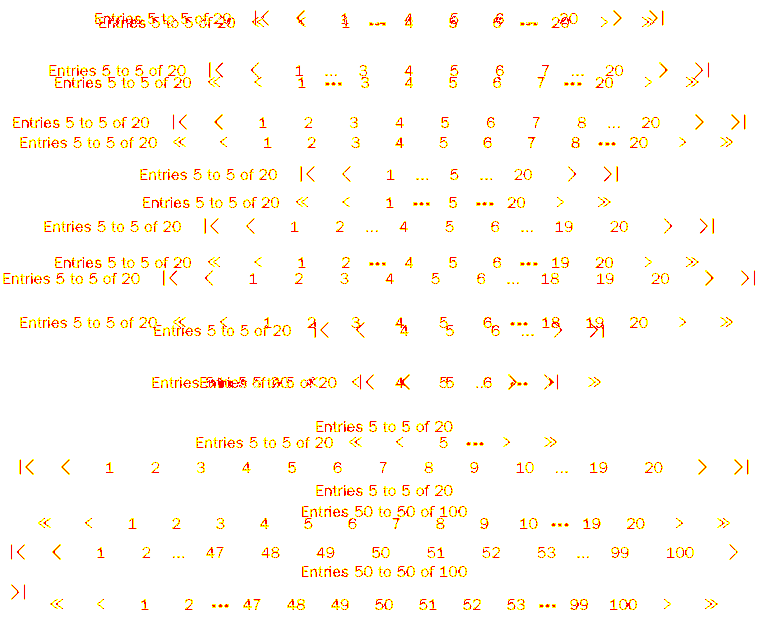 Entries 5 to 5 of 20 |< < 1 4 5 6 20 > >|
Entries 5 to 5 of 20 1 ••• 4 5 ••• 20 > ≫
Entries 5 to 5 of 20 |< < 1 ... 3 4 5 6 7 ... 20 > >|
Entries 5 to 5 of 20 ≪ < 1 ••• 3 4 5 6 7 ••• 20 > ≫
Entries 5 to 5 of 20 |< < 1 2 3 4 5 6 7 8 ... 20 > >|
Entries 5 to 5 of 20 ≪ < 1 2 3 4 5 6 7 8 ••• 20 > ≫
Entries 5 to 5 of 20 |< < 1 ... 5 ... 20 > >|
Entries 5 to 5 of 20 ≪ < 1 ••• 5 ••• 20 > ≫
Entries 5 to 5 of 20 |< < 1 2 ... 4 5 6 ... 19 20 > >|
Entries 5 to 5 of 20 ≪ < 1 2 ••• 4 5 6 ••• 19 20 > ≫
Entries 5 to 5 of 20 |< < 1 2 3 4 5 6 ... 18 19 20 > >|
Entries 5 to 5 of 20 ≪ < 1 2 3 4 5 6 ••• 18 19 20 > ≫
Entries 5 to 5 of 20 |< < 4 5 6 ... > >|
Entries 5 of 20 |< < 4 5 ... 6 ••• > >| ≫
Entries 5 to 5 of 20
Entries 5 to 5 of 20 ≪ < 5 ••• > ≫
|< < 1 2 3 4 5 6 7 8 9 10 ... 19 20 > >|
Entries 5 to 5 of 20
Entries 50 to 50 of 100
≪ < 1 2 3 4 5 6 7 8 9 10 ••• 19 20 > ≫
|< < 1 2 ... 47 48 49 50 51 52 53 ... 99 100 >
Entries 50 to 50 of 100
>|
≪ < 1 2 ••• 47 48 49 50 51 52 53 ••• 99 100 > ≫